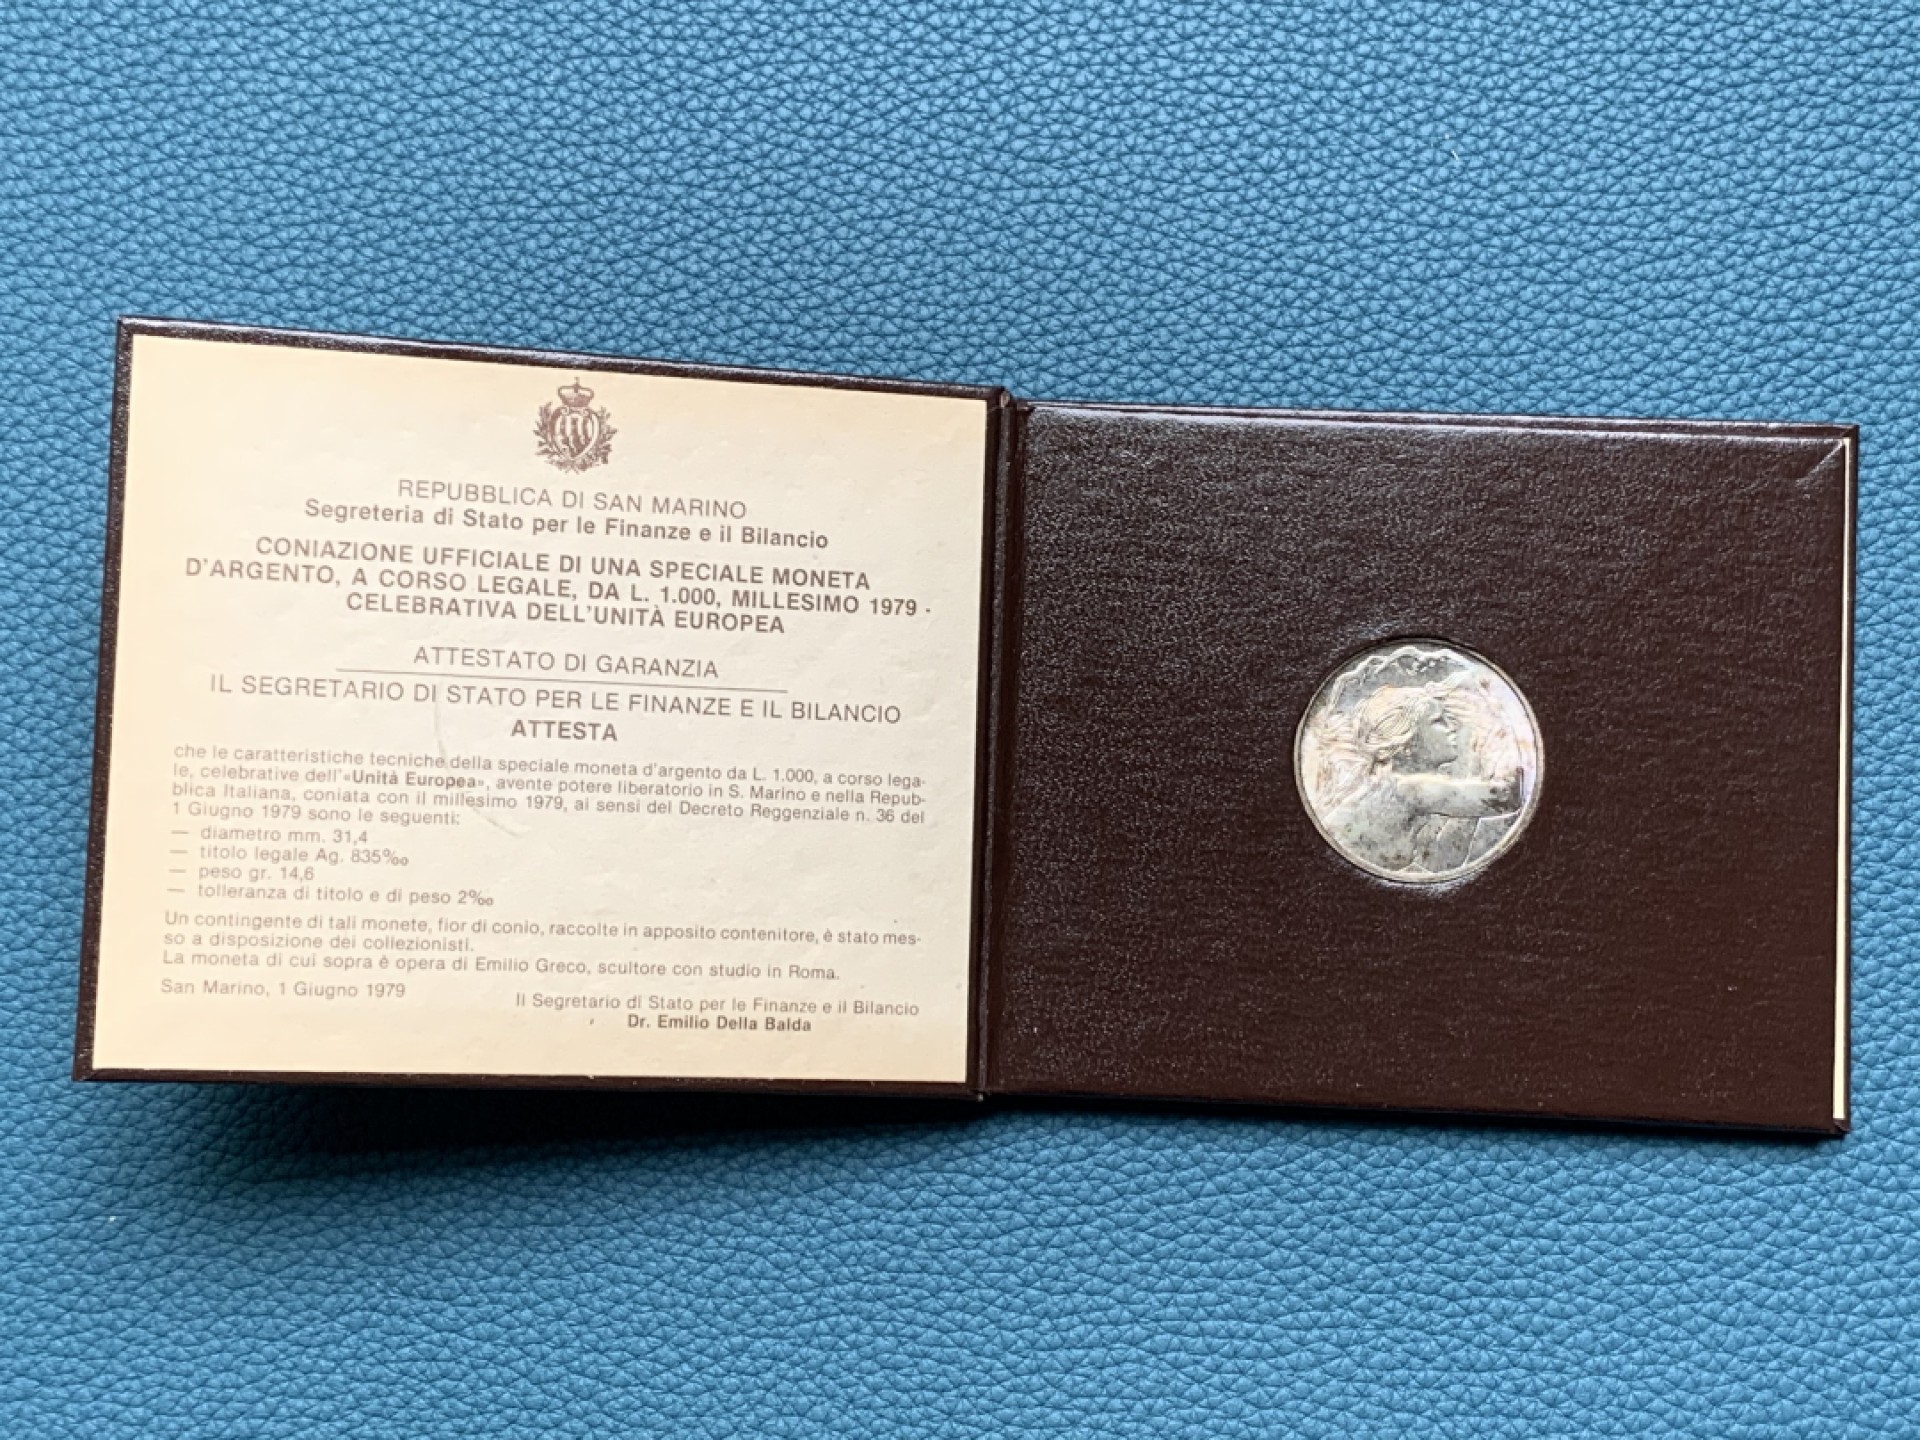 REPUBBLICA DI SAN MARINO
Segreteria di Stato per le Finanze e il Bilancio
CONIAZIONE UFFICIALE DI UNA SPECIALE MONETA
D'ARGENTO, A CORSO LEGALE, DA L. 1.000, MILLESIMO 1979 -
CELEBRATIVA DELL'UNITÀ EUROPEA
ATTESTATO DI GARANZIA
IL SEGRETARIO DI STATO PER LE FINANZE E IL BILANCIO
ATTESTA
che le caratteristiche tecniche della speciale moneta d'argento da L. 1.000, a corso lega-
le, celebrative dell'«Unità Europea», avente potere liberatorio in S. Marino e nella Repub-
blica Italiana, coniata con il millesimo 1979, ai sensi del Decreto Reggenziale n. 36 del
1 Giugno 1979 sono le seguenti:
— diametro mm. 31,4
— titolo legale Ag. 835‰
— peso gr. 14,6
— tolleranza di titolo e di peso 2‰
Un contingente di tali monete, fior di conio, raccolte in apposito contenitore, è stato mes-
so a disposizione dei collezionisti.
La moneta di cui sopra è opera di Emilio Greco, scultore con studio in Roma.
San Marino, 1 Giugno 1979
Il Segretario di Stato per le Finanze e il Bilancio
Dr. Emilio Della Balda